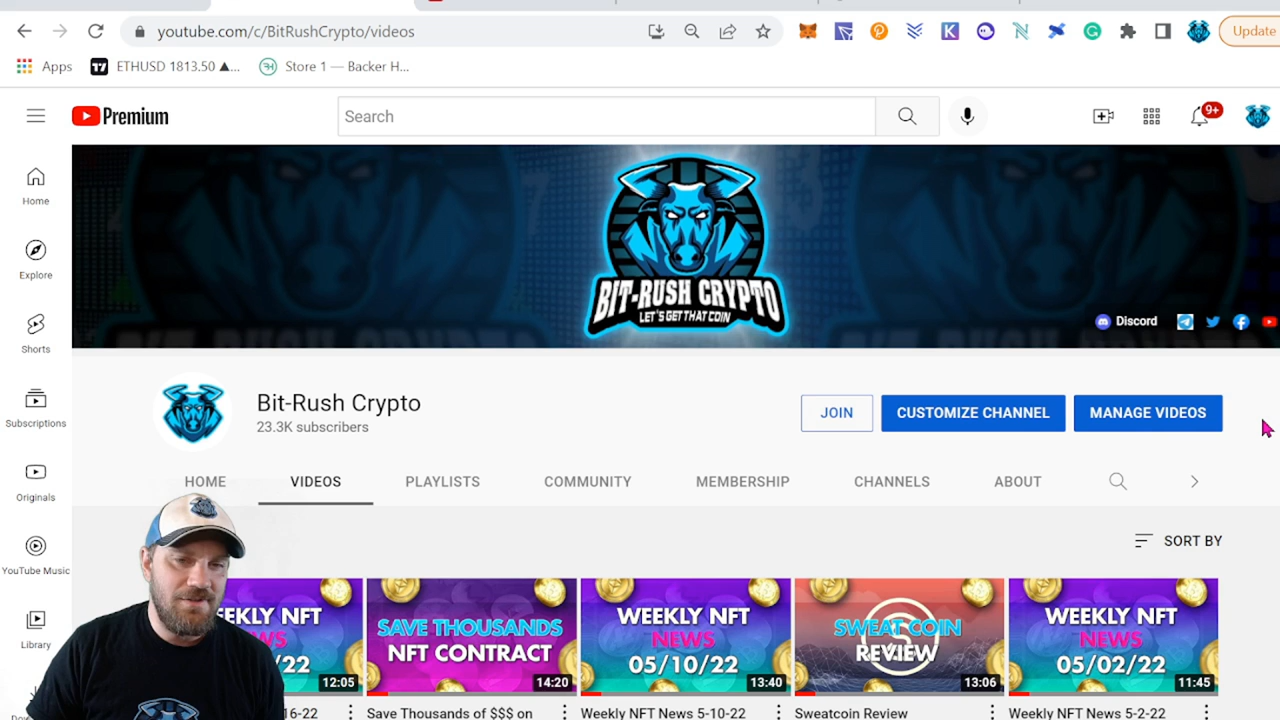 youtube.com/c/BitRushCrypto/videos
Update
Apps
ETHUSD 1813.50 ▲...
Store 1 — Backer H...
Premium
Search
9+
Home
Explore
Shorts
Subscriptions
Originals
YouTube Music
Library
BIT-RUSH CRYPTO
LET'S GET THAT COIN
Discord
Bit-Rush Crypto
23.3K subscribers
JOIN
CUSTOMIZE CHANNEL
MANAGE VIDEOS
HOME
VIDEOS
PLAYLISTS
COMMUNITY
MEMBERSHIP
CHANNELS
ABOUT
SORT BY
EKLY NFT
NEWS
16/22
12:05
SAVE THOUSANDS
NFT CONTRACT
14:20
WEEKLY NFT
NEWS
05/10/22
13:40
SWEAT COIN
REVIEW
13:06
WEEKLY NFT
NEWS
05/02/22
11:45
16-22
Save Thousands of $$$ on
Weekly NFT News 5-10-22
Sweatcoin Review
Weekly NFT News 5-2-22